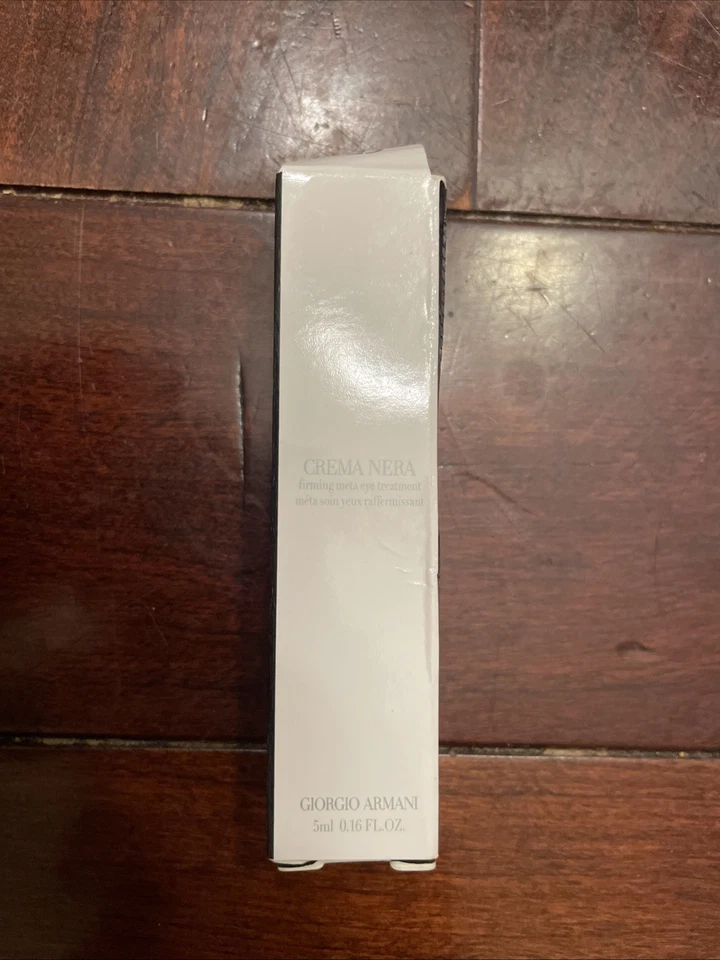 CREMA NERA
firming meta eye treatment
méta soin yeux raffermissant
GIORGIO ARMANI
5ml 0.16 FL.OZ.